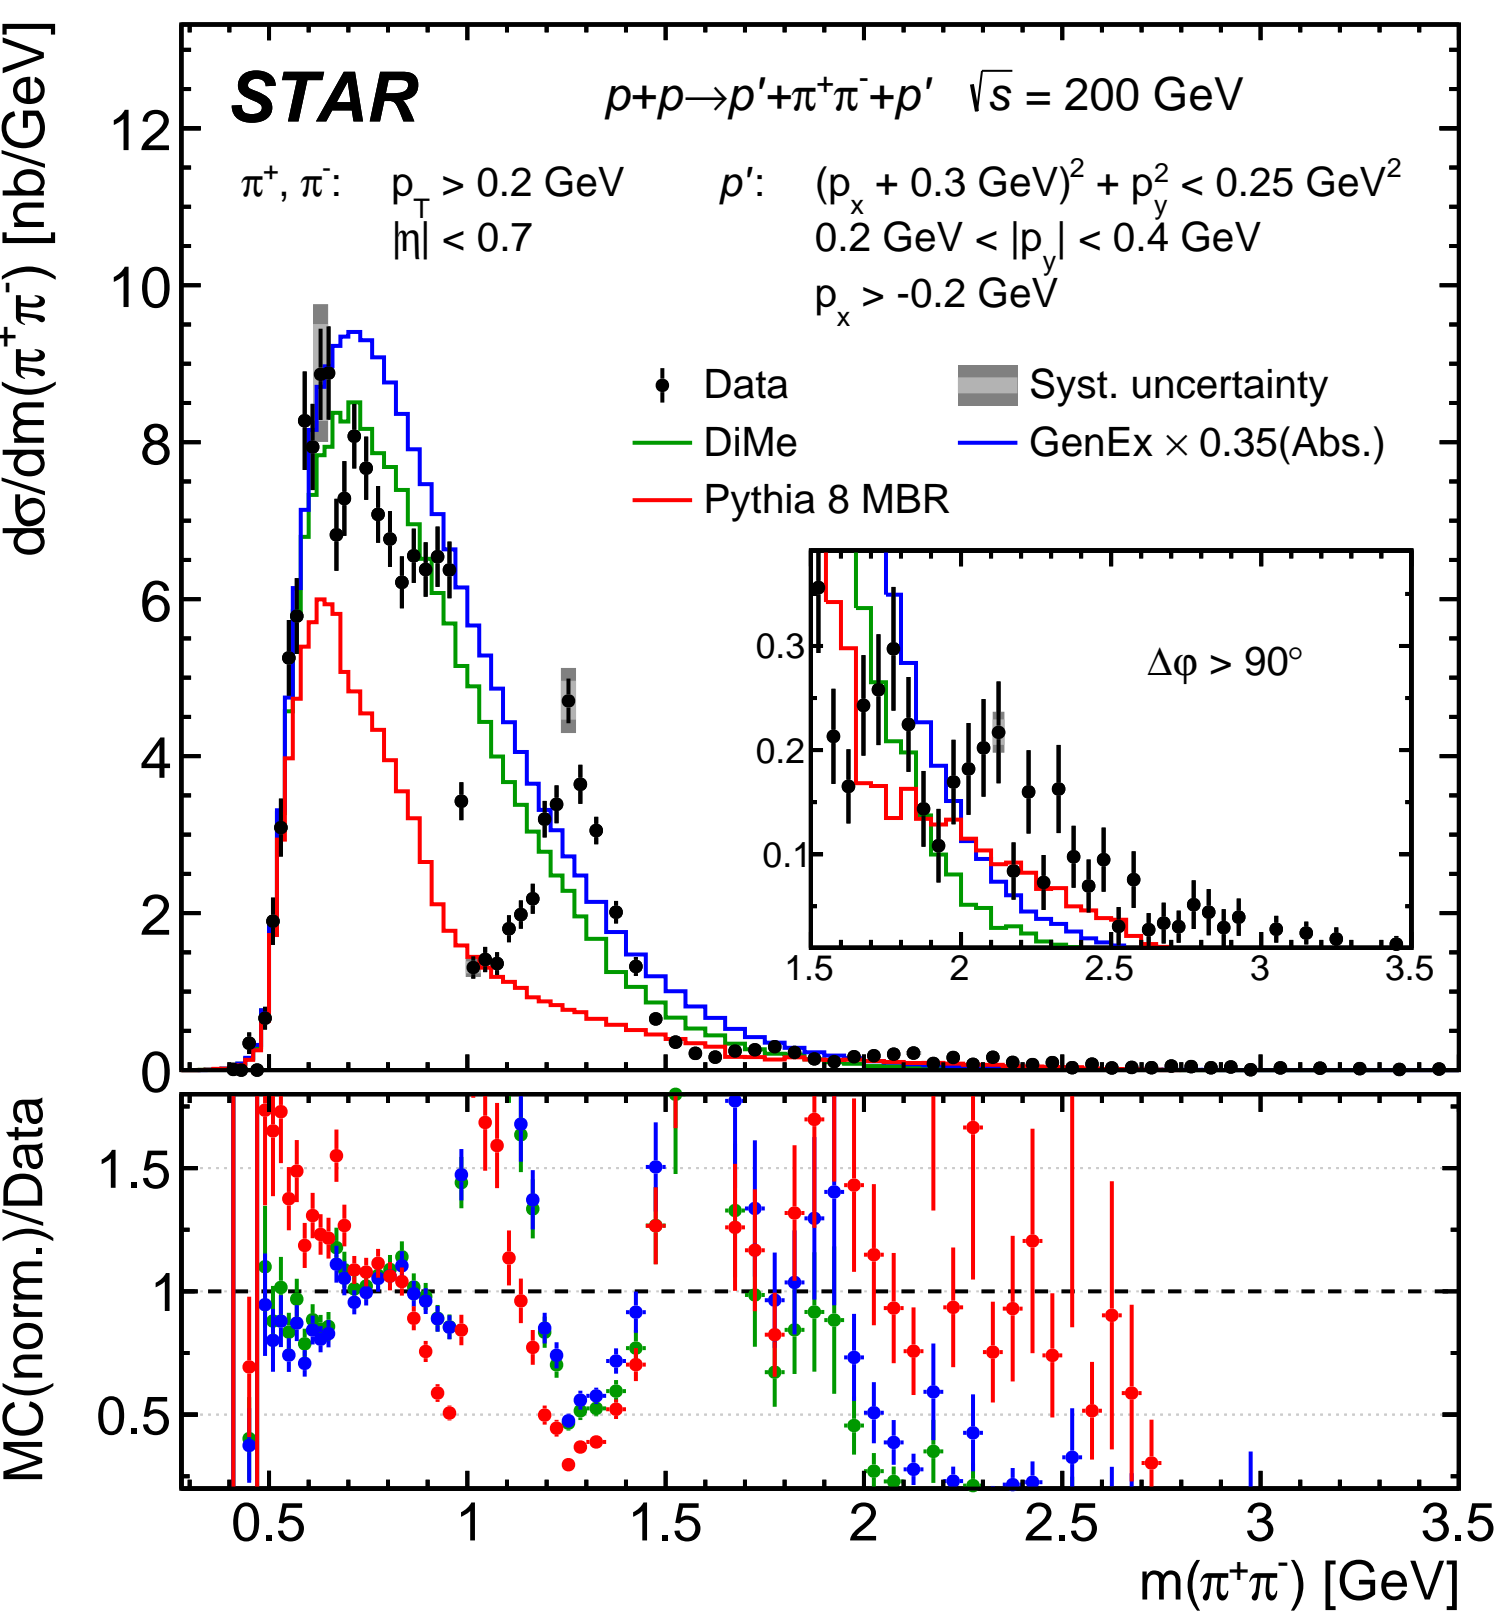 STAR p+p→p′+π⁺π⁻+p′ √s = 200 GeV
π⁺, π⁻: p_T > 0.2 GeV p′: (p_x + 0.3 GeV)² + p_y² < 0.25 GeV²
|η| < 0.7 0.2 GeV < |p_y| < 0.4 GeV
p_x > -0.2 GeV
Data Syst. uncertainty
DiMe GenEx × 0.35(Abs.)
Pythia 8 MBR
dσ/dm(π⁺π⁻) [nb/GeV]
12
10
8
6
4
2
0
Δφ > 90°
0.3
0.2
0.1
1.5 2 2.5 3 3.5
MC(norm.)/Data
1.5
1
0.5
0.5 1 1.5 2 2.5 3 3.5
m(π⁺π⁻) [GeV]